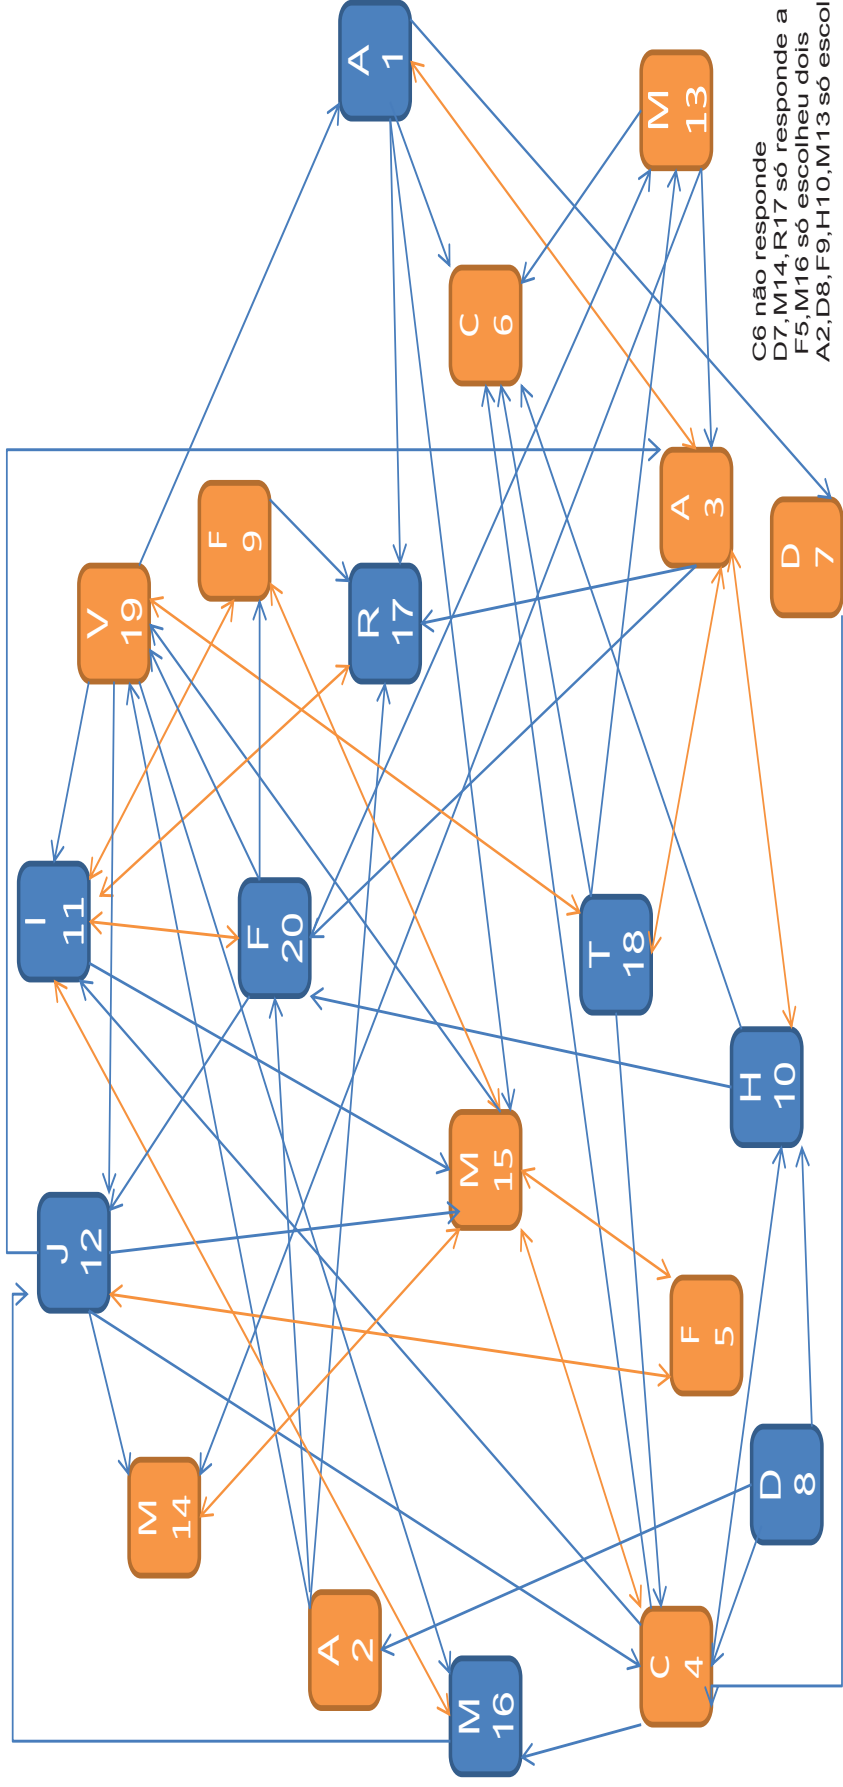 I
11
J
12
V
19
M
14
F
9
F
20
A
2
A
1
R
17
M
16
M
15
C
6
T
18
C
4
M
13
A
3
F
5
H
10
D
8
D
7
C6 não responde
D7,M14,R17 só responde a
F5,M16 só escolheu dois
A2,D8,F9,H10,M13 só escol